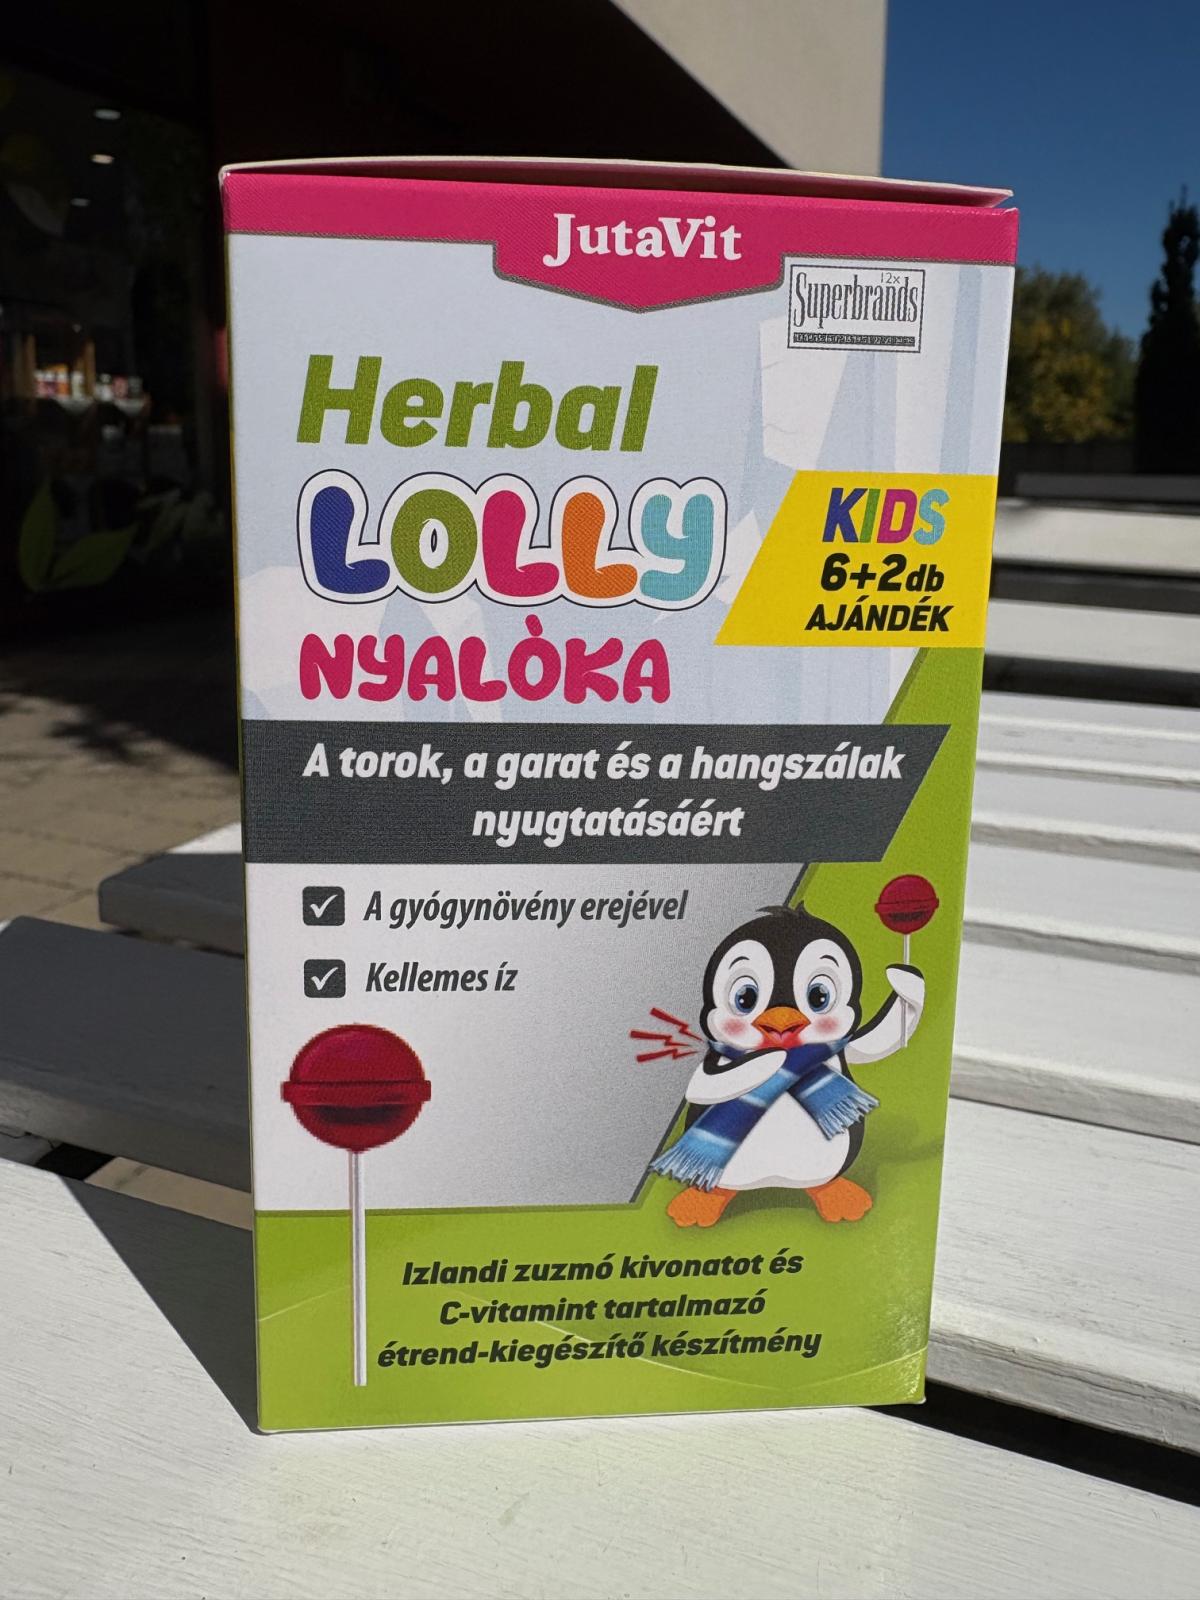 JutaVit
12x
Superbrands
Herbal
LOLLY
NYALÒKA
KIDS
6+2db
AJÁNDÉK
A torok, a garat és a hangszálak
nyugtatásáért
A gyógynövény erejével
Kellemes íz
Izlandi zuzmó kivonatot és
C-vitamint tartalmazó
étrend-kiegészítő készítmény